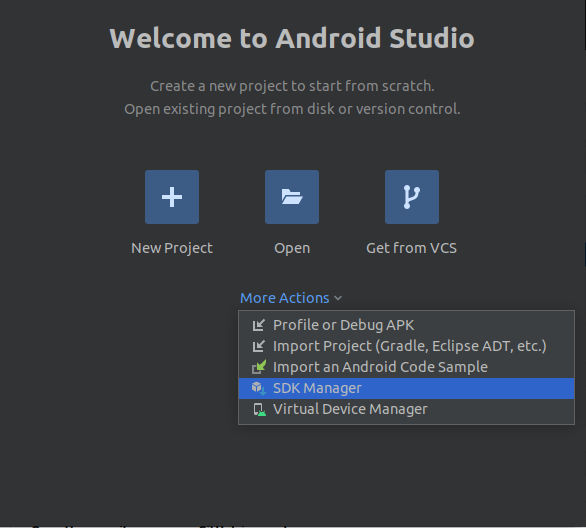 Welcome to Android Studio
Create a new project to start from scratch.
Open existing project from disk or version control.
New Project
Open
Get from VCS
More Actions
Profile or Debug APK
Import Project (Gradle, Eclipse ADT, etc.)
Import an Android Code Sample
SDK Manager
Virtual Device Manager